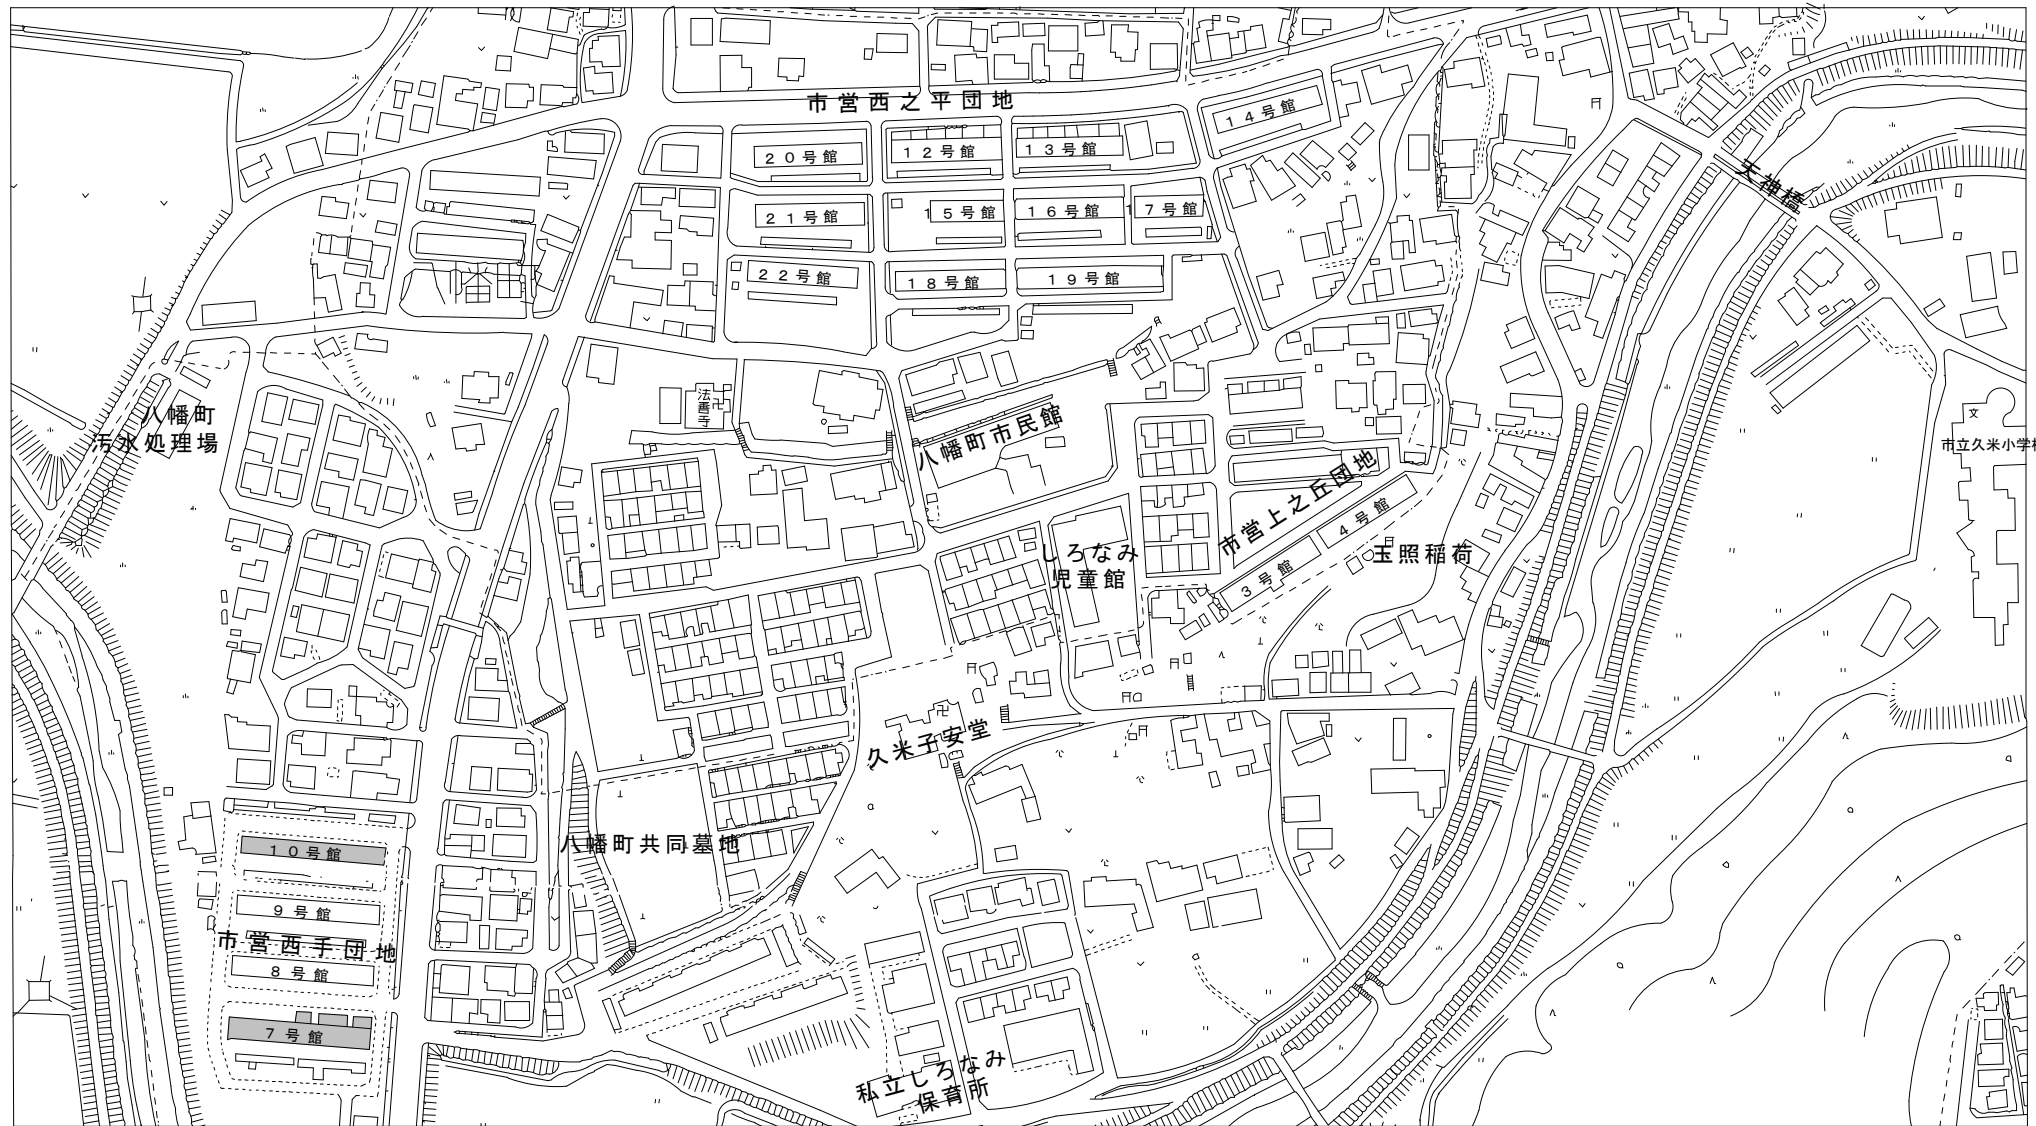 市営西之平団地
14号館
20号館
12号館
13号館
天神橋
21号館
15号館
16号館
17号館
22号館
18号館
19号館
法善寺
八幡町
汚水処理場
八幡町市民館
文
市立久米小学校
市営上之丘団地
4号館
3号館
しろなみ
児童館
玉照稲荷
久米子安堂
八幡町共同墓地
10号館
9号館
市営西手団地
8号館
7号館
私立しろなみ
保育所